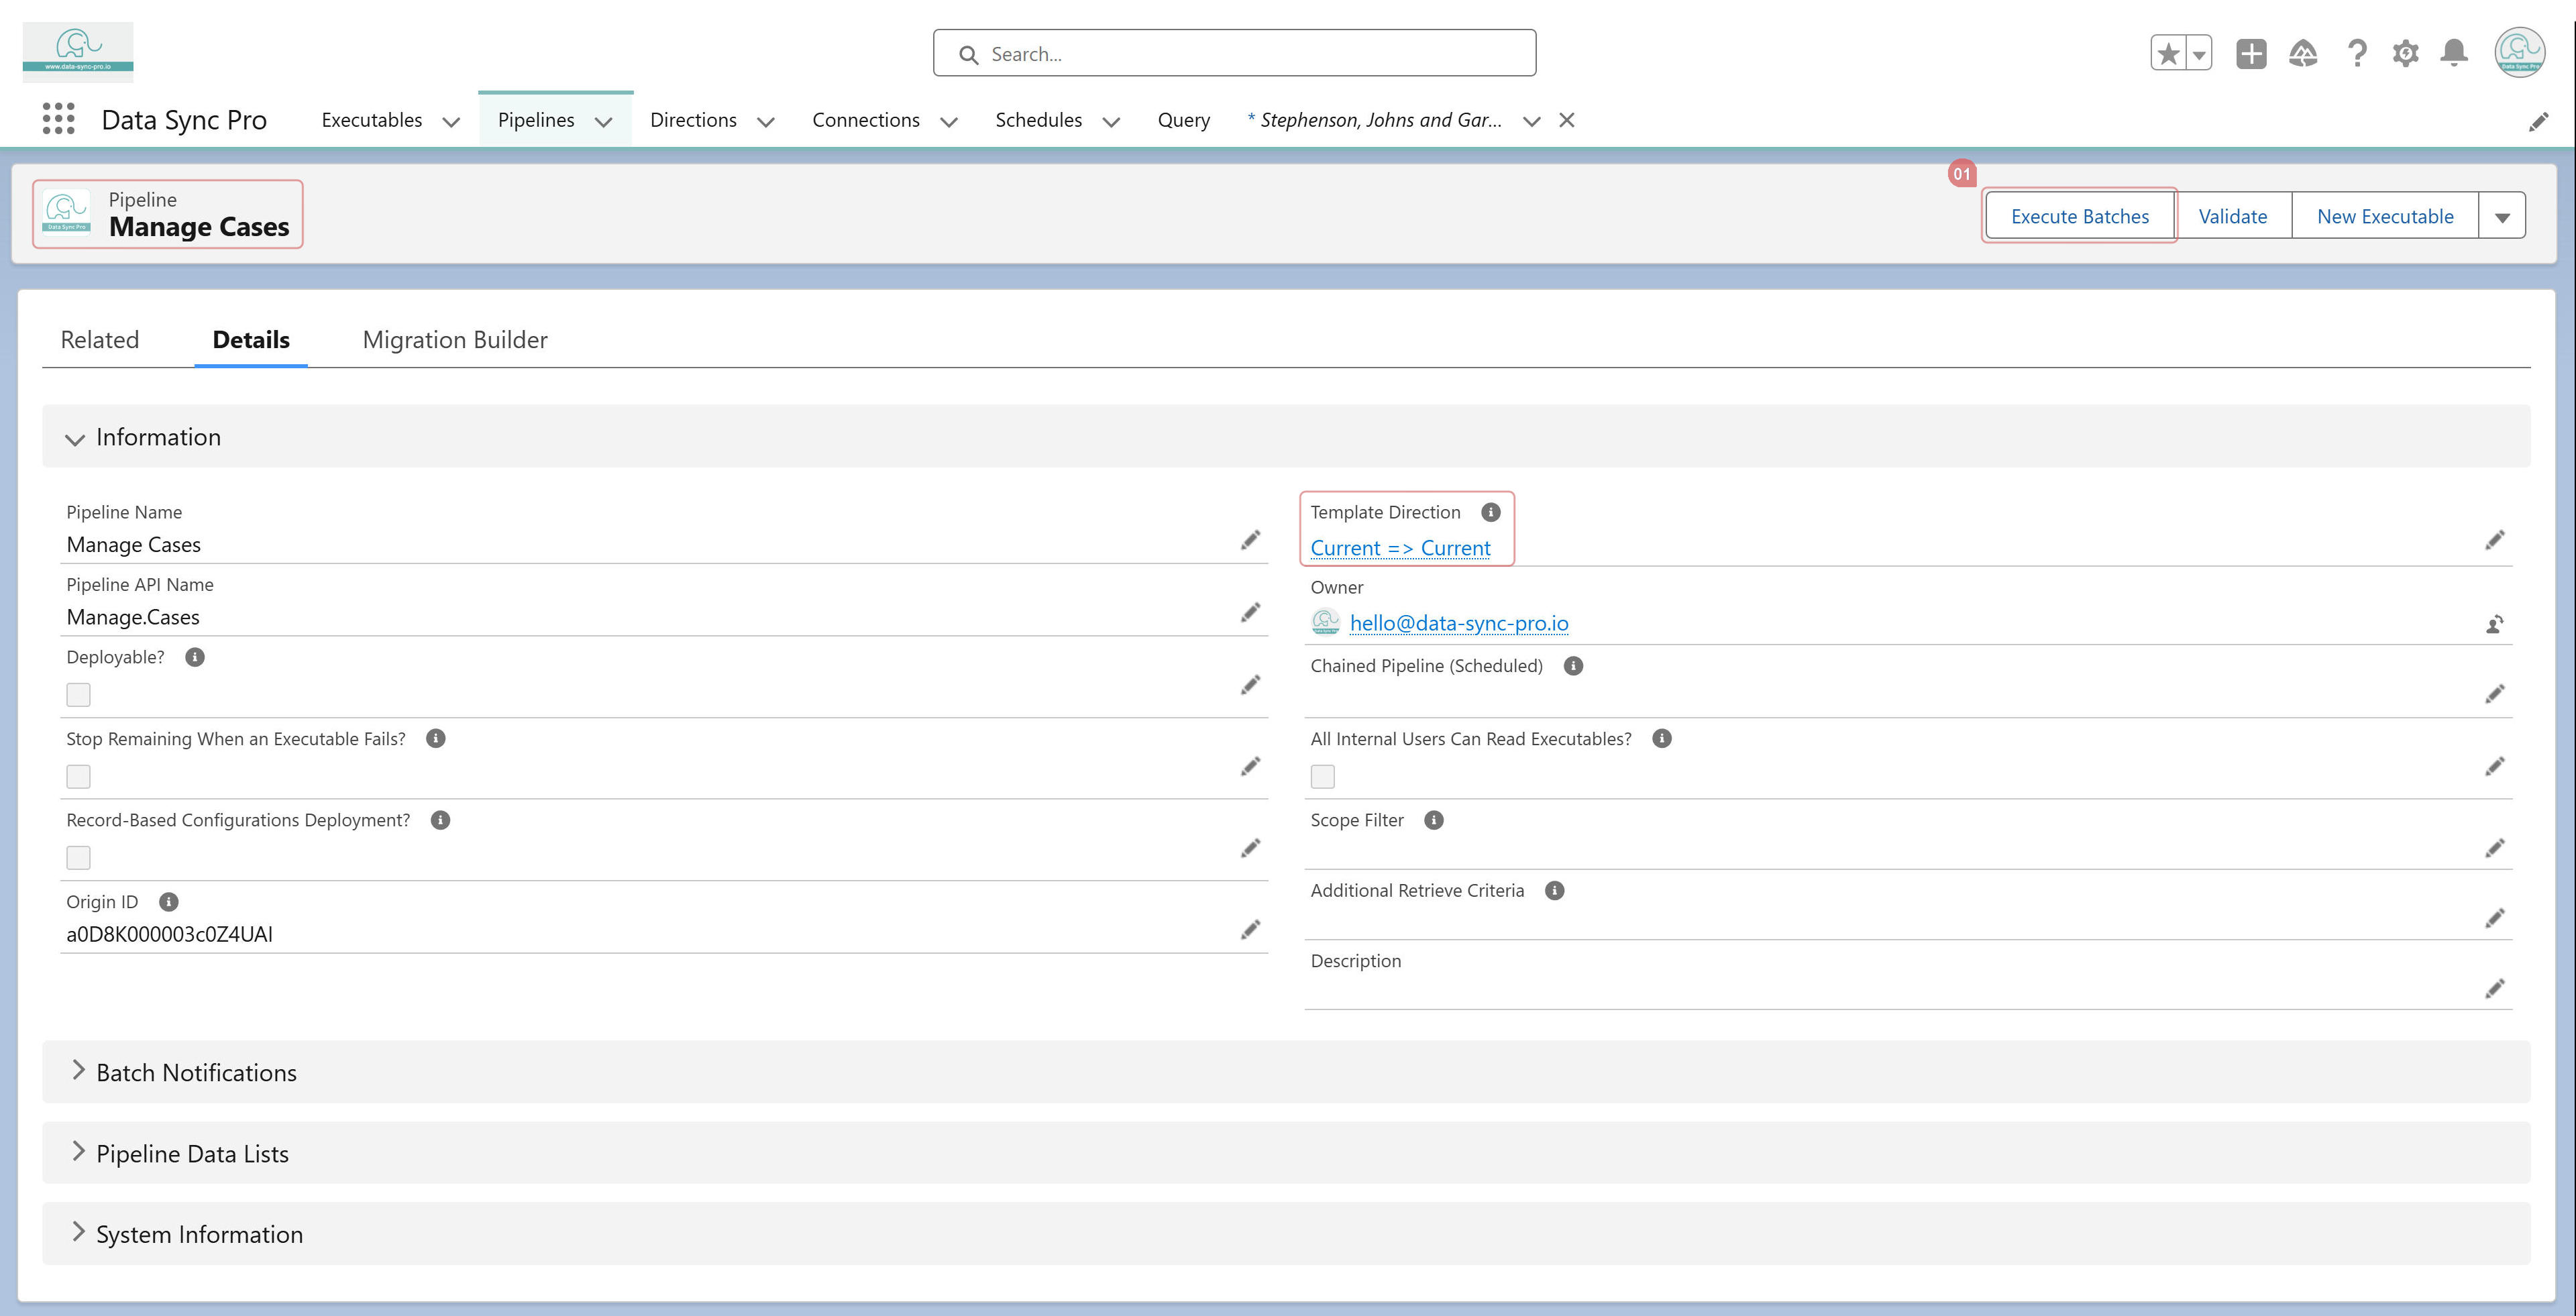 www.data-sync-pro.io
Search...
Data Sync Pro
Executables
Pipelines
Directions
Connections
Schedules
Query
* Stephenson, Johns and Gar...
01
Data Sync Pro
Pipeline
Manage Cases
Execute Batches
Validate
New Executable
Related
Details
Migration Builder
Information
Pipeline Name
Manage Cases
Template Direction
Current => Current
Pipeline API Name
Manage.Cases
Owner
hello@data-sync-pro.io
Deployable?
Chained Pipeline (Scheduled)
Stop Remaining When an Executable Fails?
All Internal Users Can Read Executables?
Record-Based Configurations Deployment?
Scope Filter
Origin ID
a0D8K000003c0Z4UAI
Additional Retrieve Criteria
Description
Batch Notifications
Pipeline Data Lists
System Information